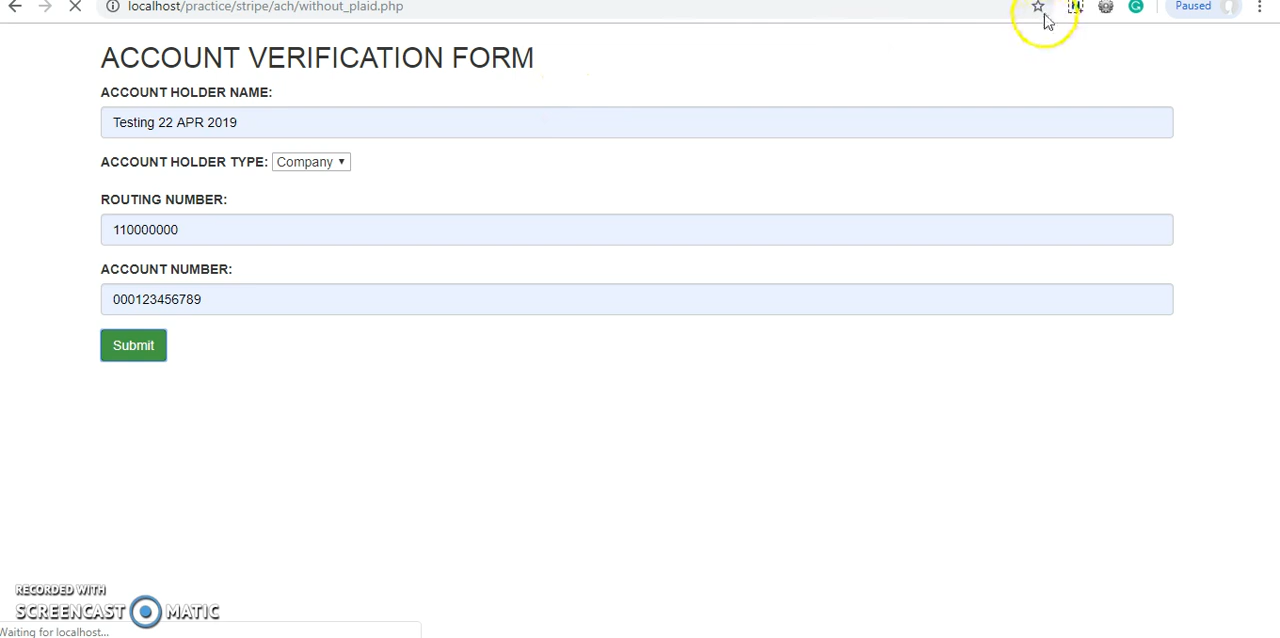 localhost/practice/stripe/ach/without_plaid.php
Paused
ACCOUNT VERIFICATION FORM
ACCOUNT HOLDER NAME:
Testing 22 APR 2019
ACCOUNT HOLDER TYPE: Company
ROUTING NUMBER:
110000000
ACCOUNT NUMBER:
000123456789
Submit
RECORDED WITH
SCREENCAST MATIC
Waiting for localhost...